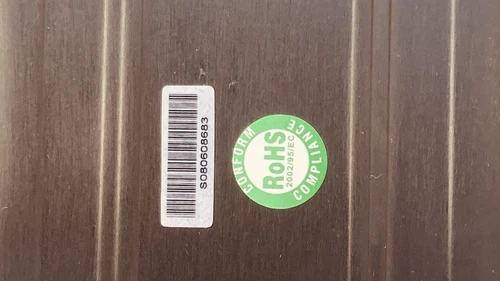 S080608683
CONFORM
RoHS
2002/95/EC
COMPLIANCE